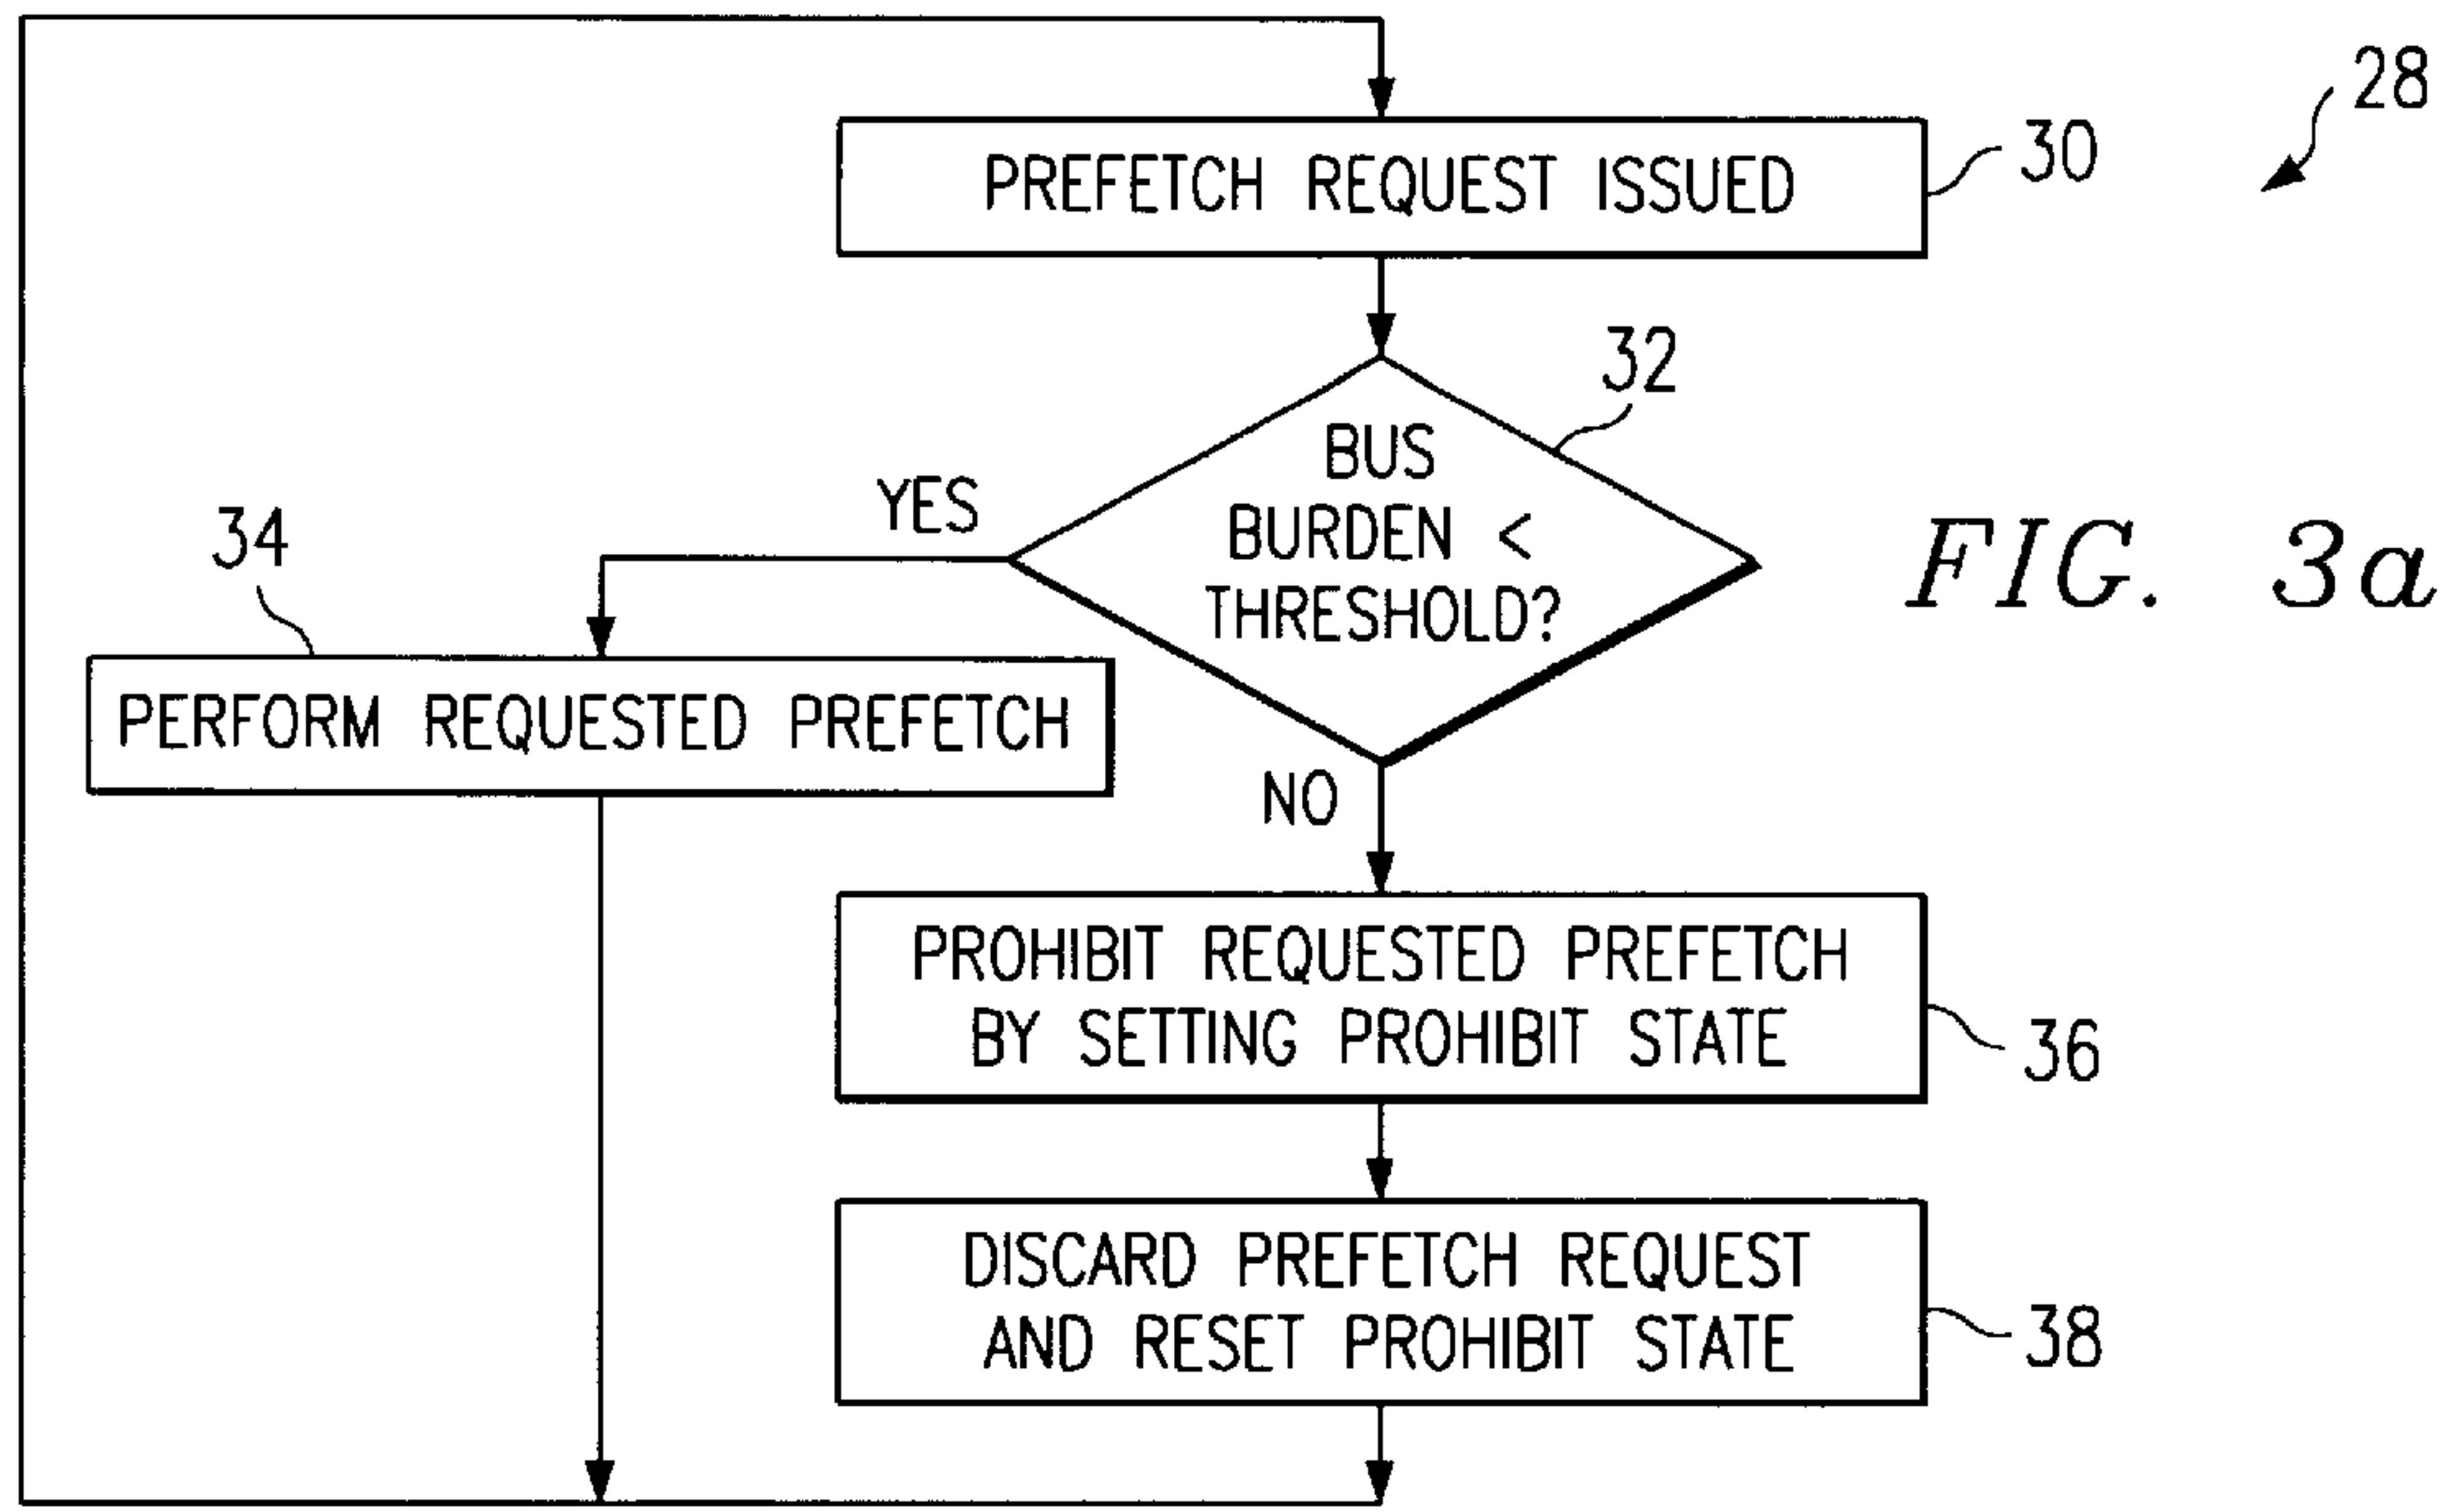 28
PREFETCH REQUEST ISSUED
30
32
BUS
BURDEN <
THRESHOLD?
YES
FIG. 3a
34
PERFORM REQUESTED PREFETCH
NO
PROHIBIT REQUESTED PREFETCH
BY SETTING PROHIBIT STATE
36
DISCARD PREFETCH REQUEST
AND RESET PROHIBIT STATE
38